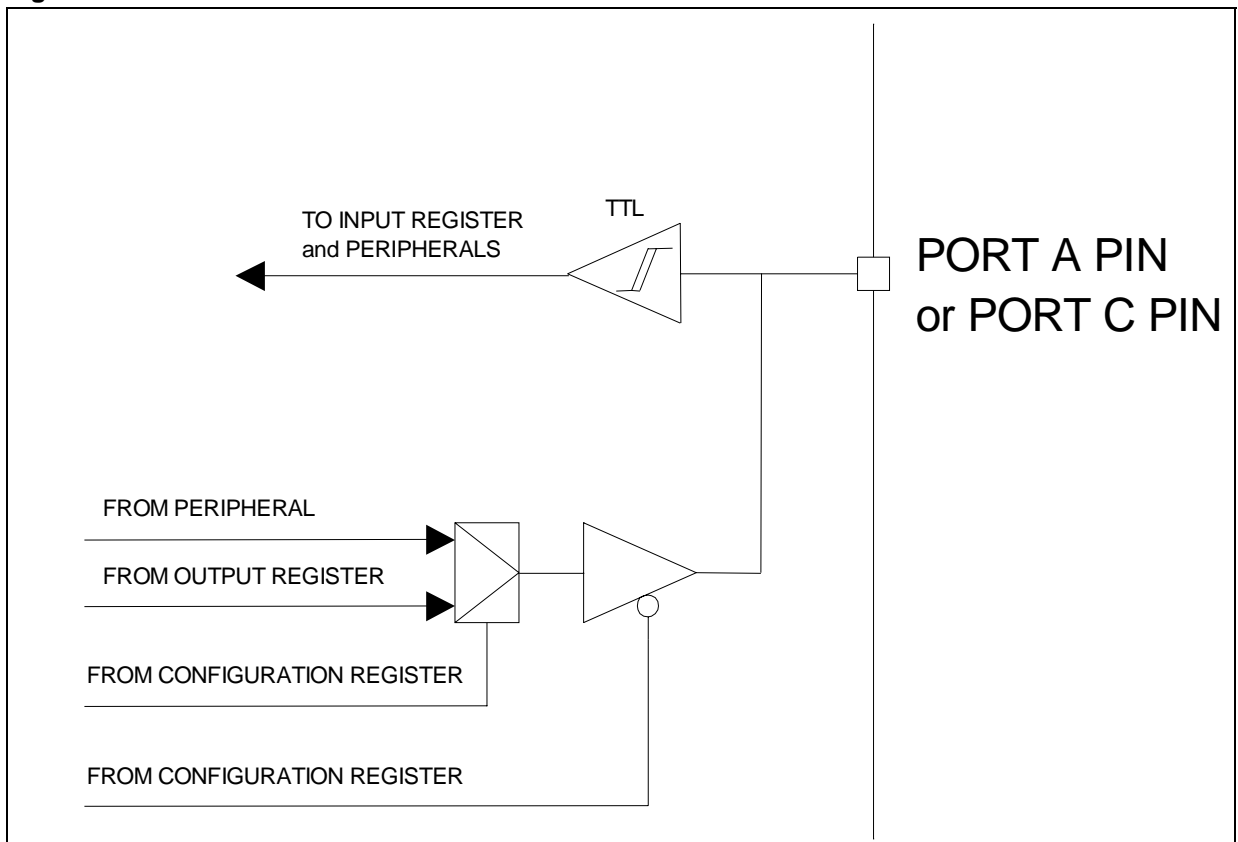 TTL
TO INPUT REGISTER
and PERIPHERALS
PORT A PIN
or PORT C PIN
FROM PERIPHERAL
FROM OUTPUT REGISTER
FROM CONFIGURATION REGISTER
FROM CONFIGURATION REGISTER